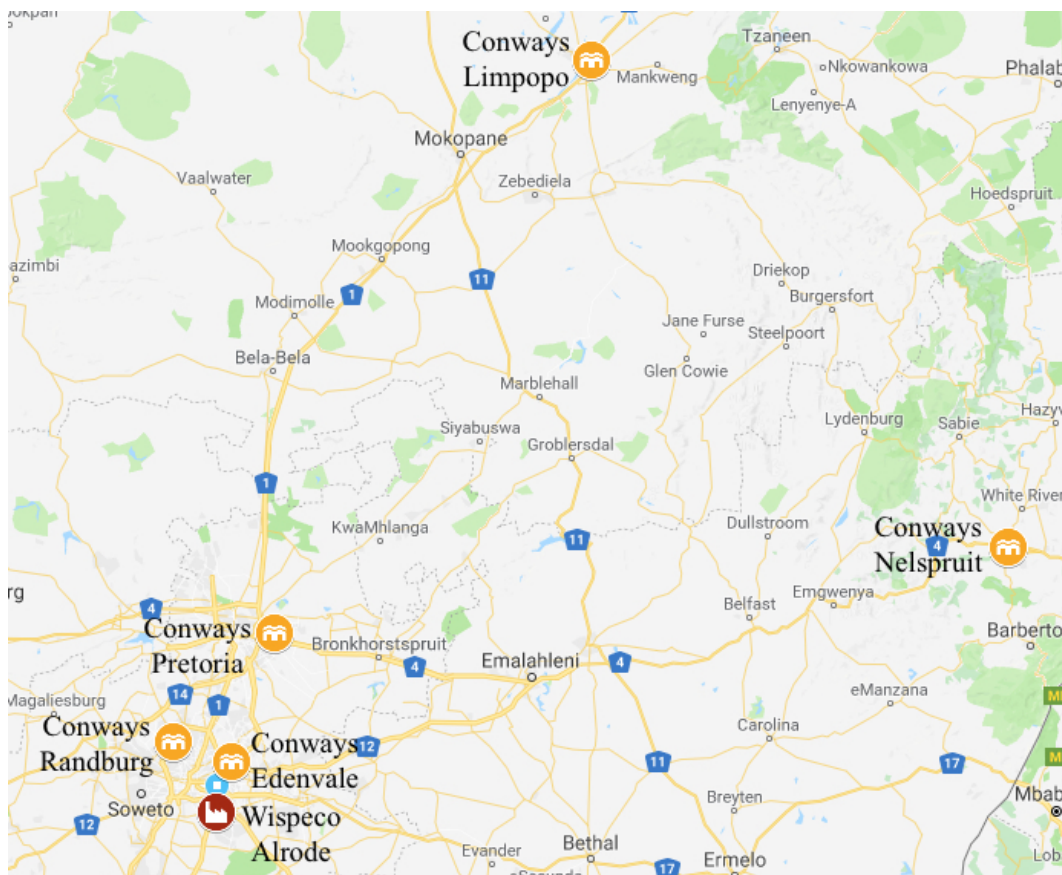 ookpan
Conways
Limpopo
Tzaneen
Nkowankowa
Mankweng
Phalab
Lenyenye-A
Mokopane
Vaalwater
Zebediela
Hoedspruit
Mookgopong
azimbi
11
1
Driekop
Burgersfort
Modimolle
Jane Furse
Steelpoort
Bela-Bela
Glen Cowie
Marblehall
Lydenburg
Hazyv
Siyabuswa
Sabie
Groblersdal
1
White River
KwaMhlanga
Dullstroom
11
Conways
Nelspruit
4
rg
4
Belfast
Emgwenya
Conways
Pretoria
Bronkhorstspruit
Barberto
Emalahleni
4
4
14
Magaliesburg
1
eManzana
M
Conways
Randburg
Conways
Edenvale
12
Carolina
11
17
M
Soweto
Wispeco
Alrode
Breyten
Mbab
12
Evander
Bethal
Ermelo
17
Lob